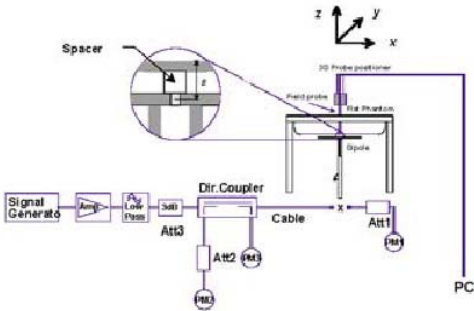 z
y
x
Spacer
s
3D Probe positioner
Field probe
Flat Phantom
Dipole
Signal
Generato
Amp
Low
Pass
3dB
Att3
Dir.Coupler
Cable
x
Att1
PM1
Att2
PM3
PM2
PC